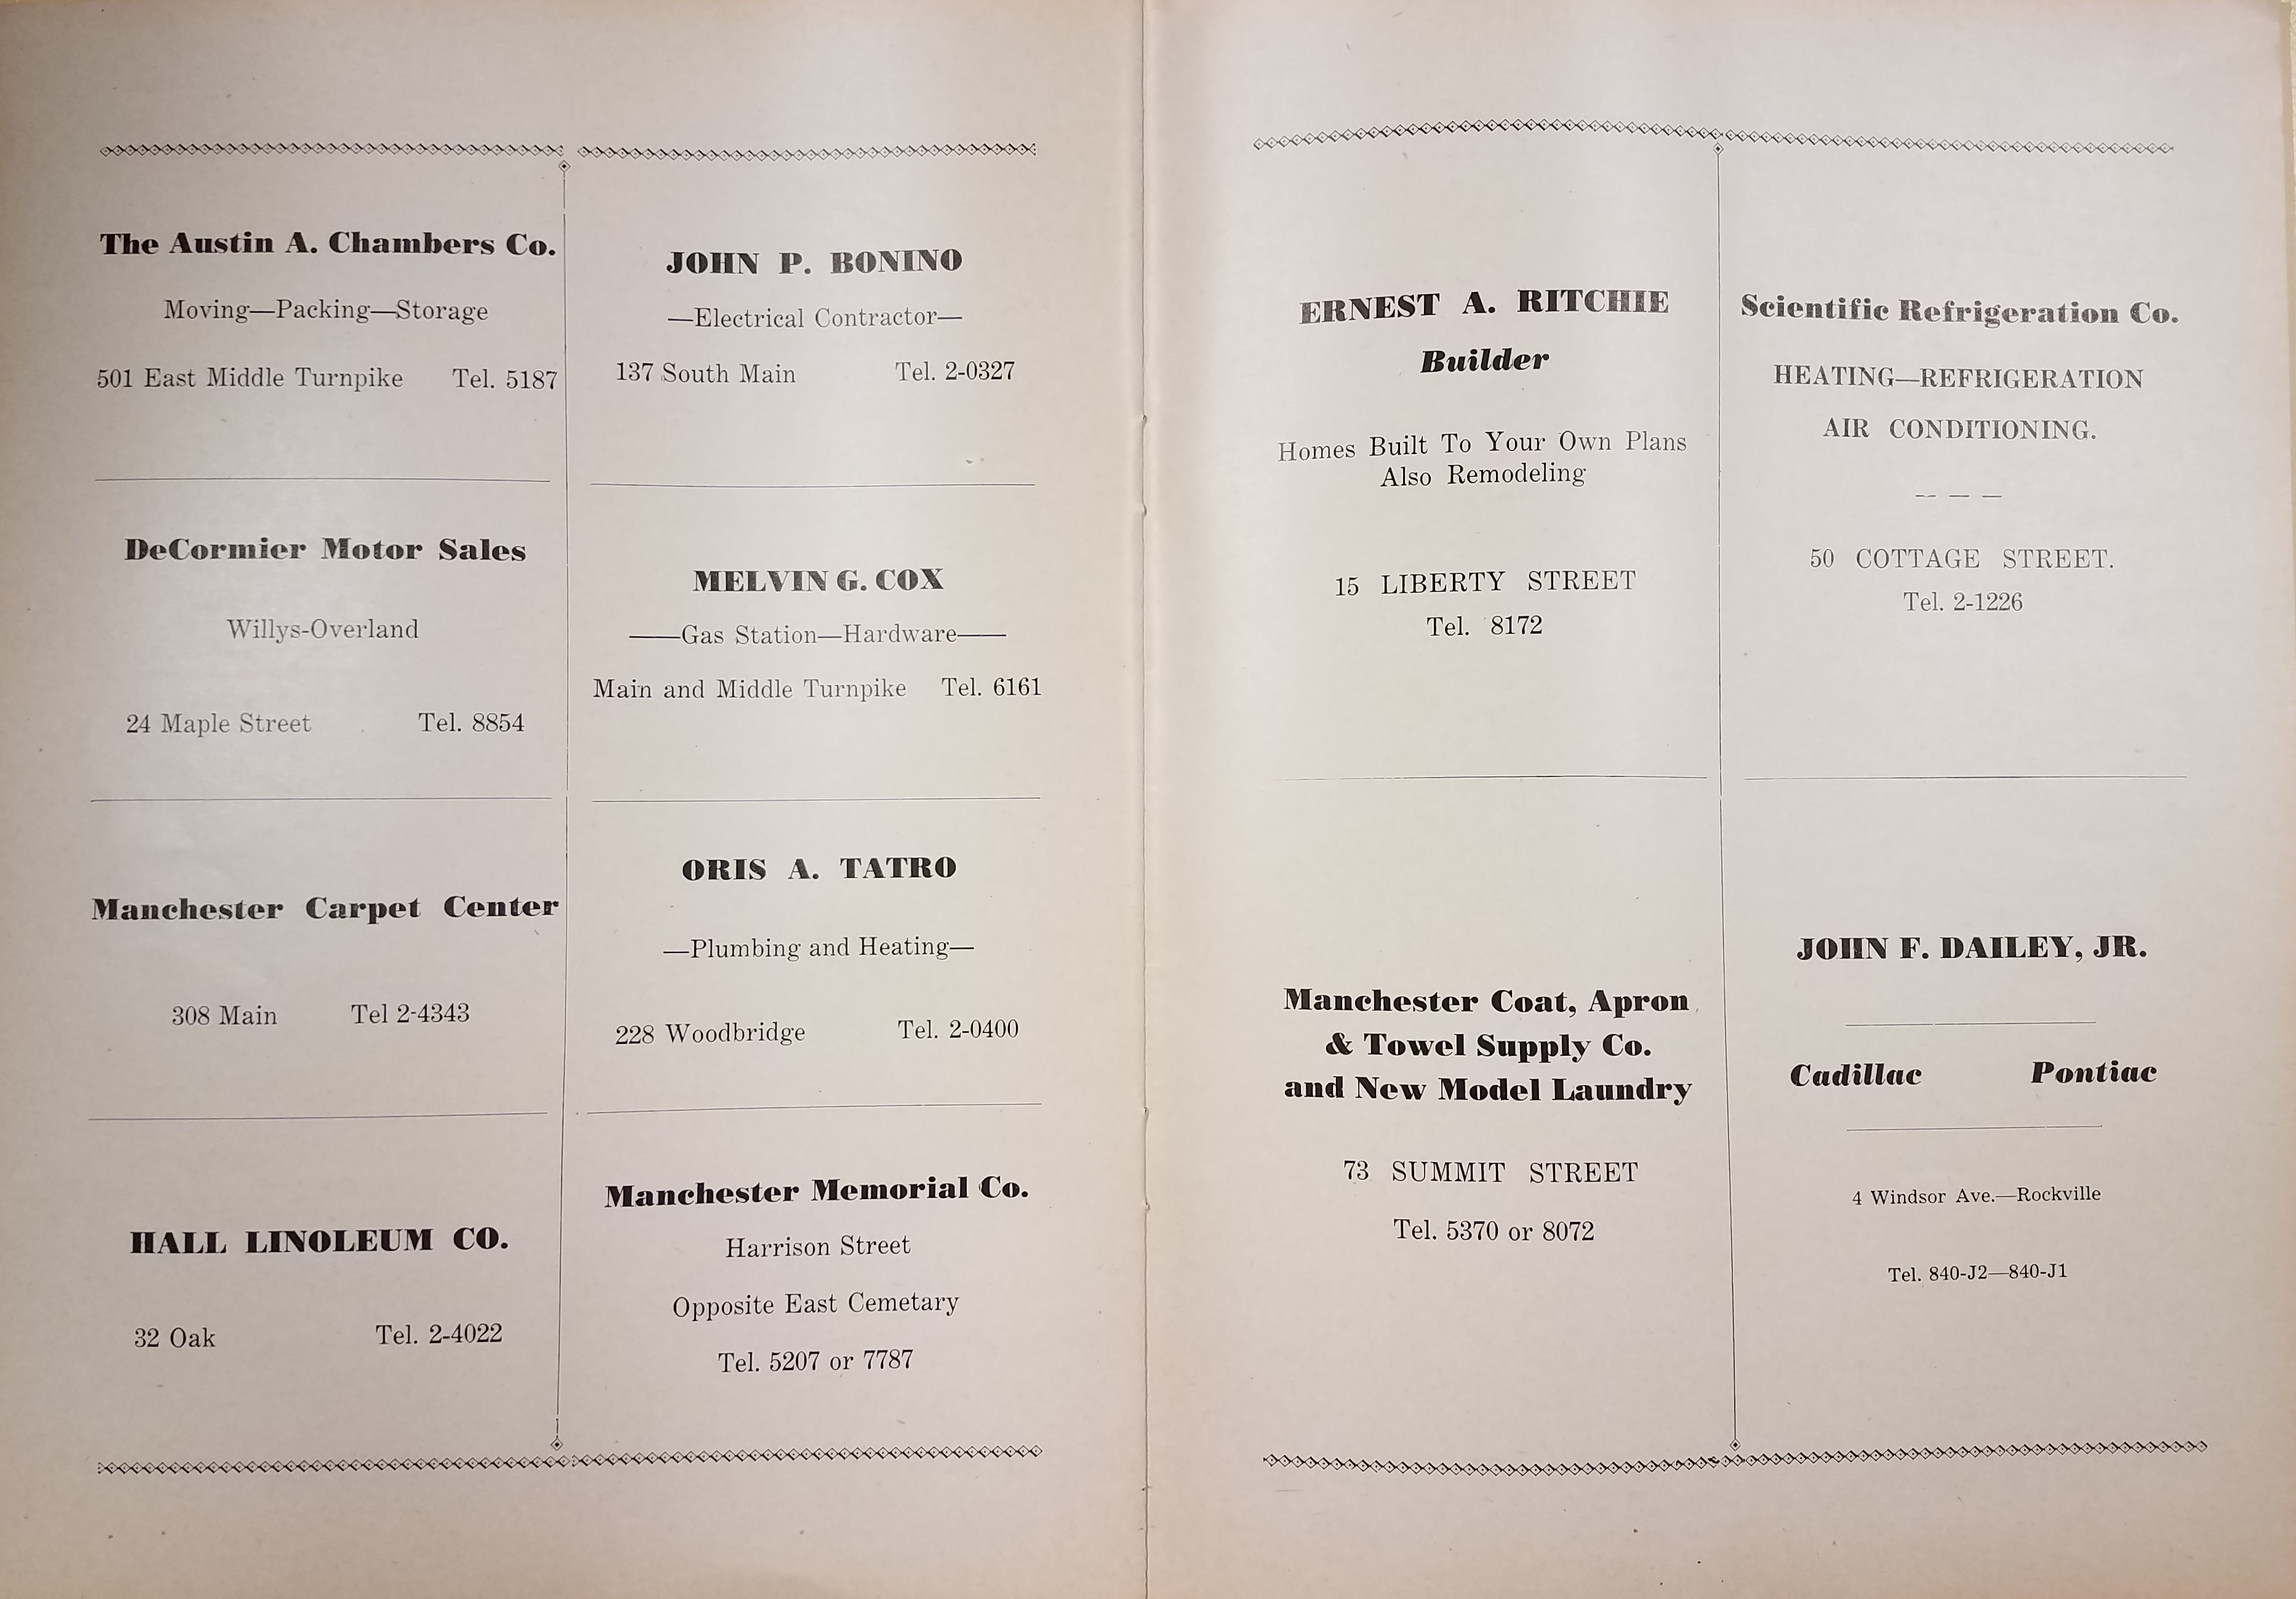 The Austin A. Chambers Co.
Moving—Packing—Storage
501 East Middle Turnpike Tel. 5187
DeCormier Motor Sales
Willys-Overland
24 Maple Street Tel. 8854
Manchester Carpet Center
308 Main Tel 2-4343
HALL LINOLEUM CO.
32 Oak Tel. 2-4022
JOHN P. BONINO
—Electrical Contractor—
137 South Main Tel. 2-0327
MELVIN G. COX
——Gas Station—Hardware——
Main and Middle Turnpike Tel. 6161
ORIS A. TATRO
—Plumbing and Heating—
228 Woodbridge Tel. 2-0400
Manchester Memorial Co.
Harrison Street
Opposite East Cemetary
Tel. 5207 or 7787
ERNEST A. RITCHIE
Builder
Homes Built To Your Own Plans
Also Remodeling
15 LIBERTY STREET
Tel. 8172
Manchester Coat, Apron
& Towel Supply Co.
and New Model Laundry
73 SUMMIT STREET
Tel. 5370 or 8072
Scientific Refrigeration Co.
HEATING—REFRIGERATION
AIR CONDITIONING.
— — —
50 COTTAGE STREET.
Tel. 2-1226
JOHN F. DAILEY, JR.
Cadillac Pontiac
4 Windsor Ave.—Rockville
Tel. 840-J2—840-J1